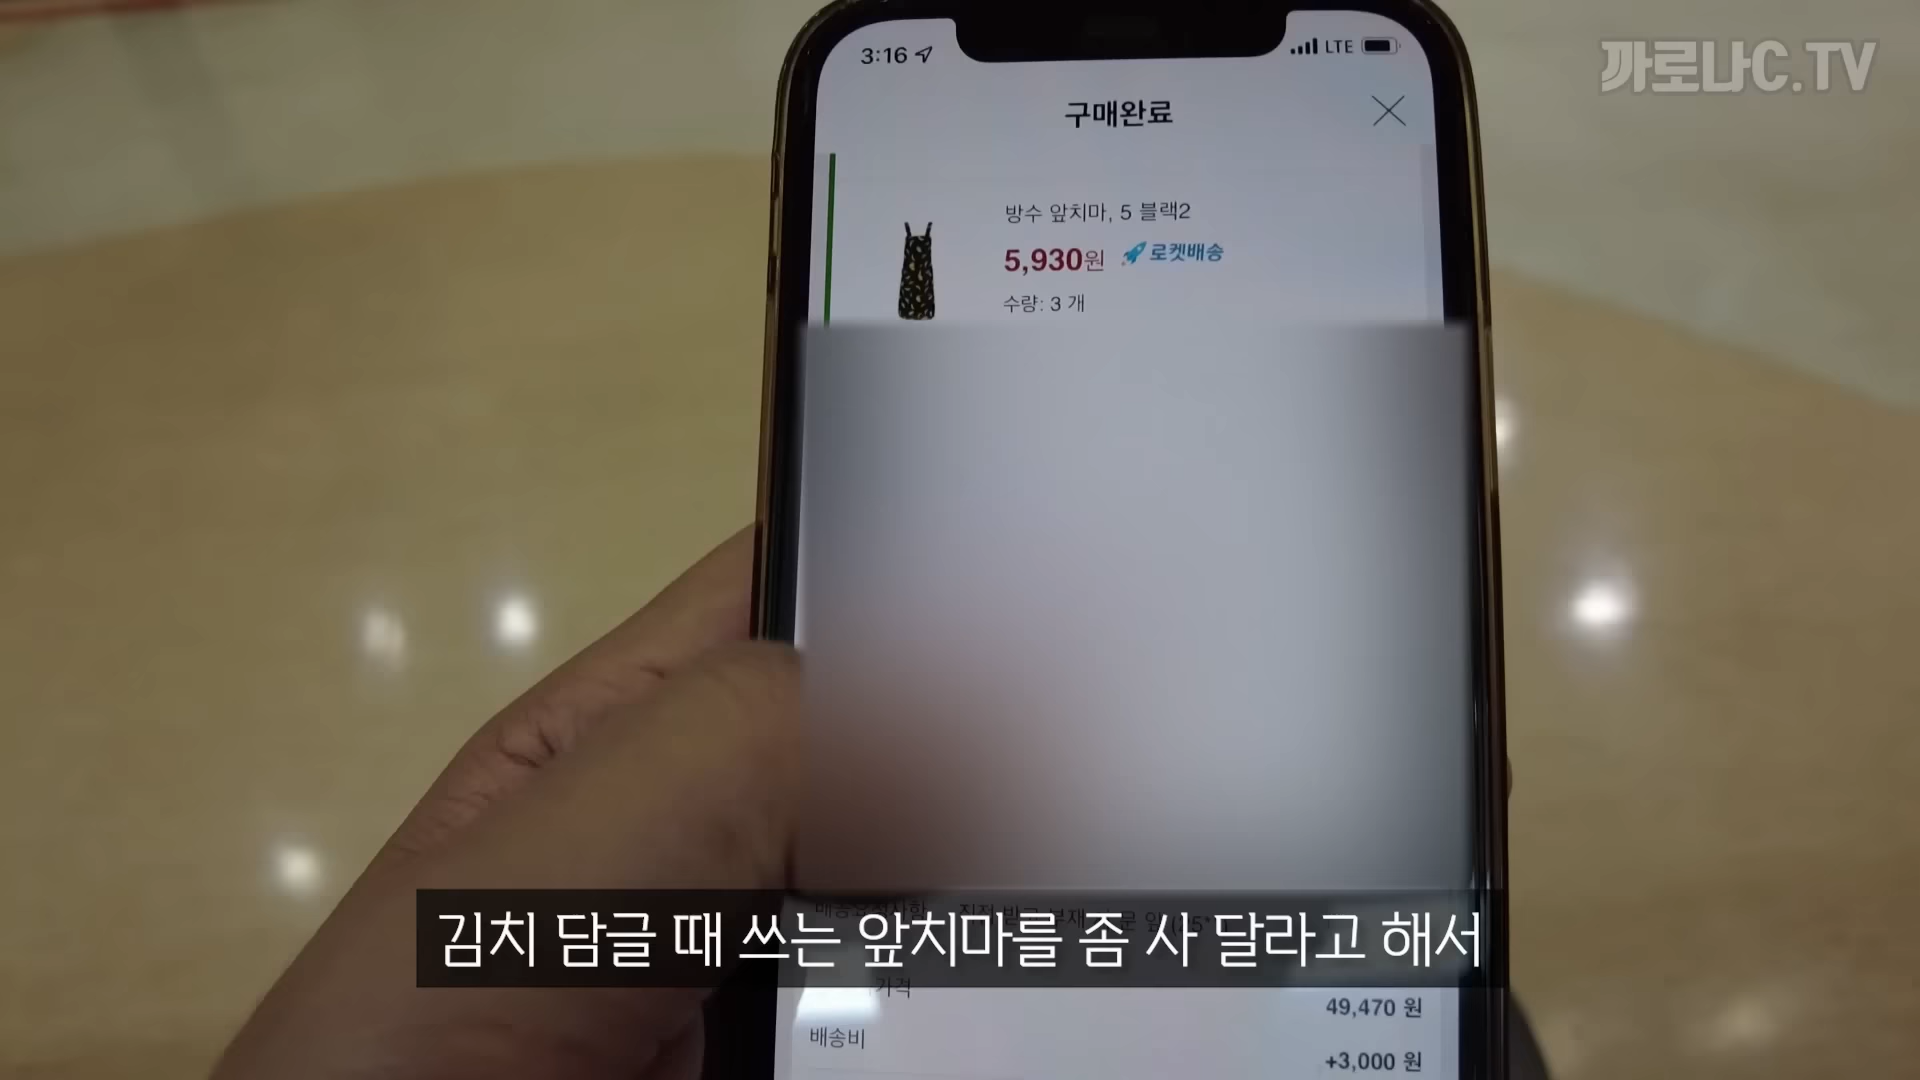 까로나C.TV
3:16
LTE
구매완료
방수 앞치마, 5 블랙2
5,930원 로켓배송
수량: 3 개
김치 담글 때 쓰는 앞치마를 좀 사 달라고 해서
가격
49,470 원
배송비
+3,000 원